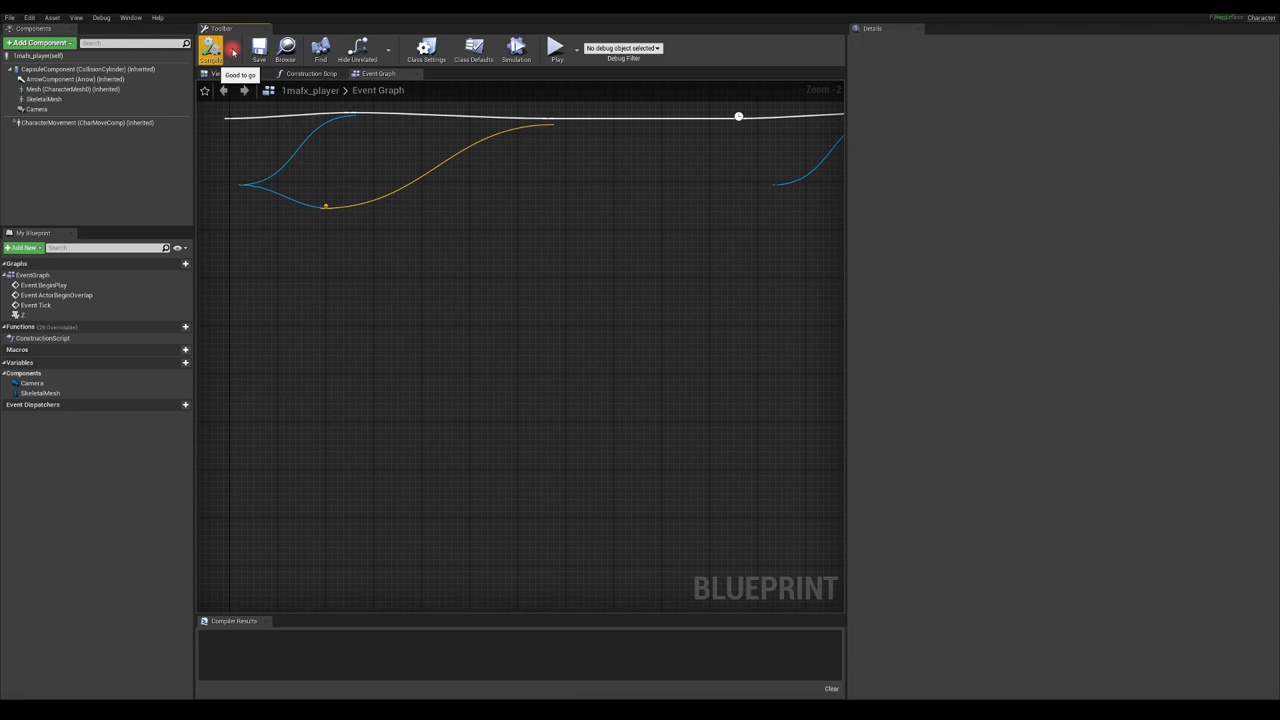 File Edit Asset View Debug Window Help
Character
Components
Toolbar
Details
+Add Component
Search
1mafx_player(self)
CapsuleComponent (CollisionCylinder) (Inherited)
ArrowComponent (Arrow) (Inherited)
Mesh (CharacterMesh0) (Inherited)
SkeletalMesh
Camera
CharacterMovement (CharMoveComp) (Inherited)
Compile
Save
Browse
Find
Hide Unrelated
Class Settings
Class Defaults
Simulation
Play
No debug object selected
Debug Filter
Good to go
Construction Scrip
Event Graph
1mafx_player > Event Graph
Zoom -2
My Blueprint
+Add New
Search
Graphs
EventGraph
Event BeginPlay
Event ActorBeginOverlap
Event Tick
Z
Functions (29 Overridable)
ConstructionScript
Macros
Variables
Components
Camera
SkeletalMesh
Event Dispatchers
BLUEPRINT
Compiler Results
Clear